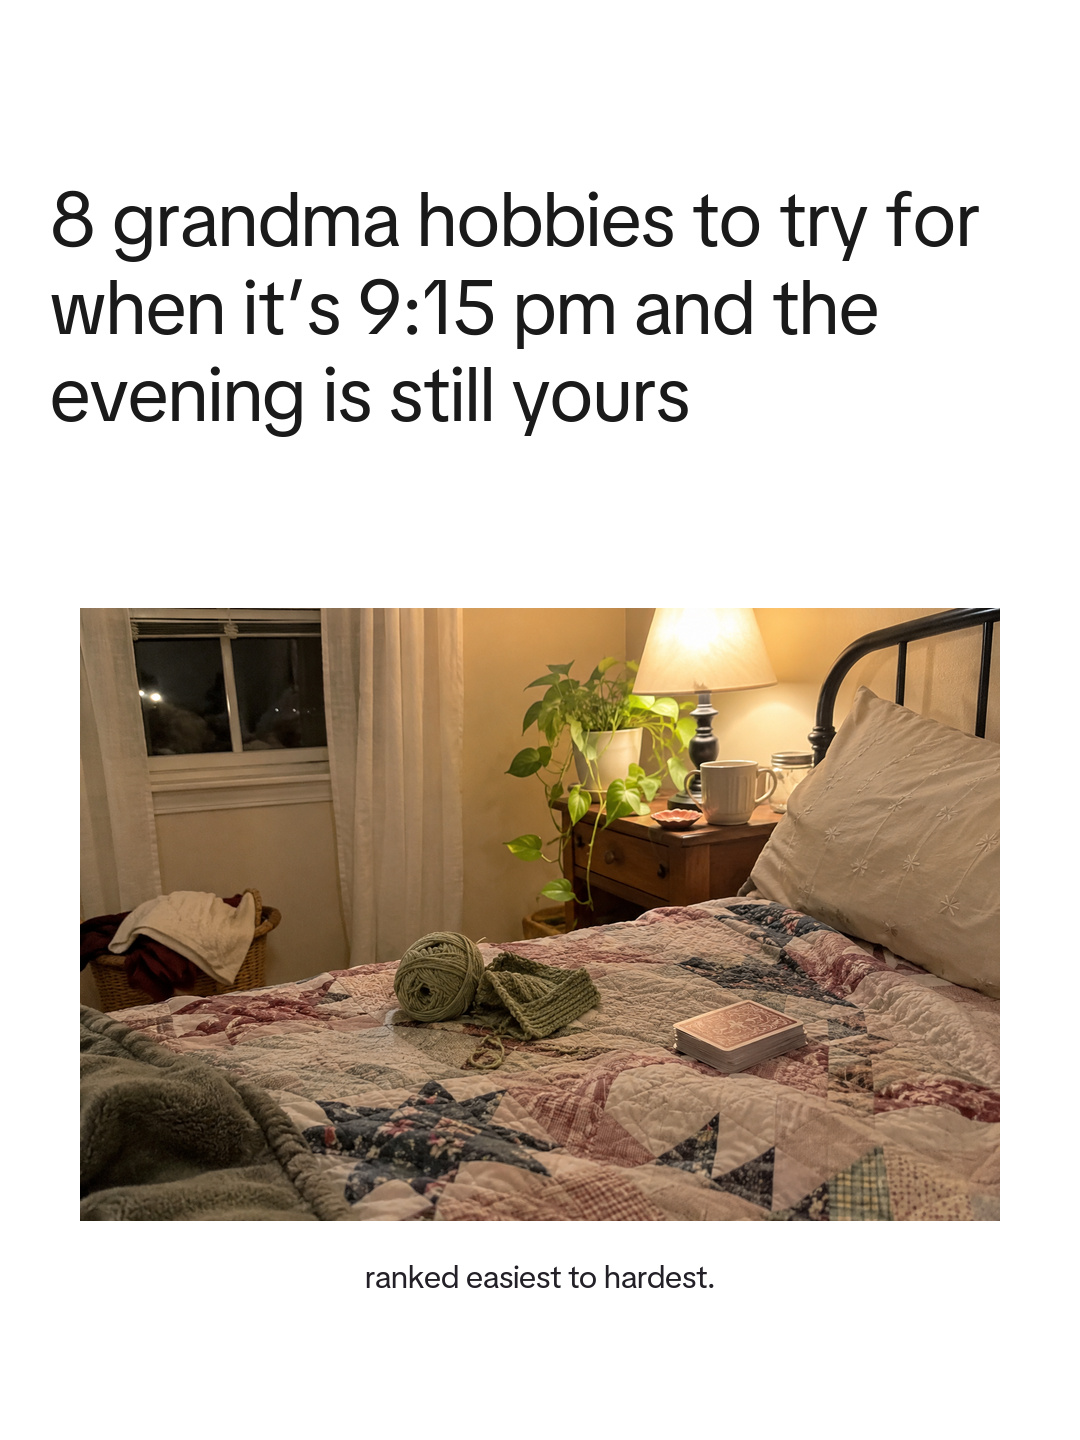 8 grandma hobbies to try for
when it’s 9:15 pm and the
evening is still yours
ranked easiest to hardest.